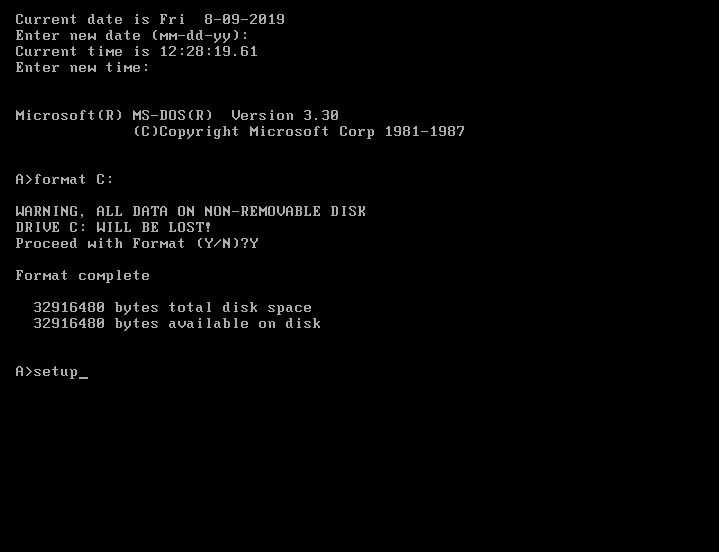 Current date is Fri  8-09-2019
Enter new date (mm-dd-yy):
Current time is 12:28:19.61
Enter new time:
Microsoft(R) MS-DOS(R)  Version 3.30
(C)Copyright Microsoft Corp 1981-1987
A>format C:
WARNING, ALL DATA ON NON-REMOVABLE DISK
DRIVE C: WILL BE LOST!
Proceed with Format (Y/N)?Y
Format complete
32916480 bytes total disk space
32916480 bytes available on disk
A>setup_